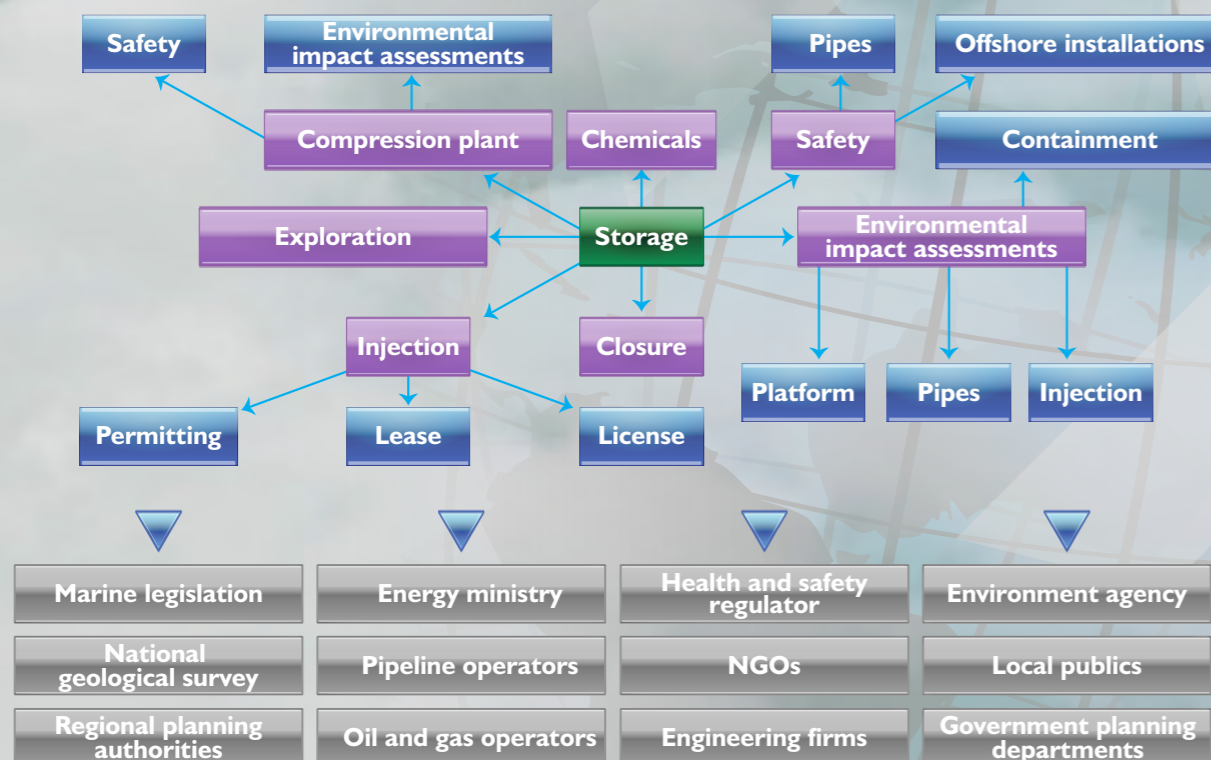 Safety
Environmental
impact assessments
Pipes
Offshore installations
Compression plant
Chemicals
Safety
Containment
Exploration
Storage
Environmental
impact assessments
Injection
Closure
Platform
Pipes
Injection
Permitting
Lease
License
Marine legislation
Energy ministry
Health and safety
regulator
Environment agency
National
geological survey
Pipeline operators
NGOs
Local publics
Regional planning
authorities
Oil and gas operators
Engineering firms
Government planning
departments